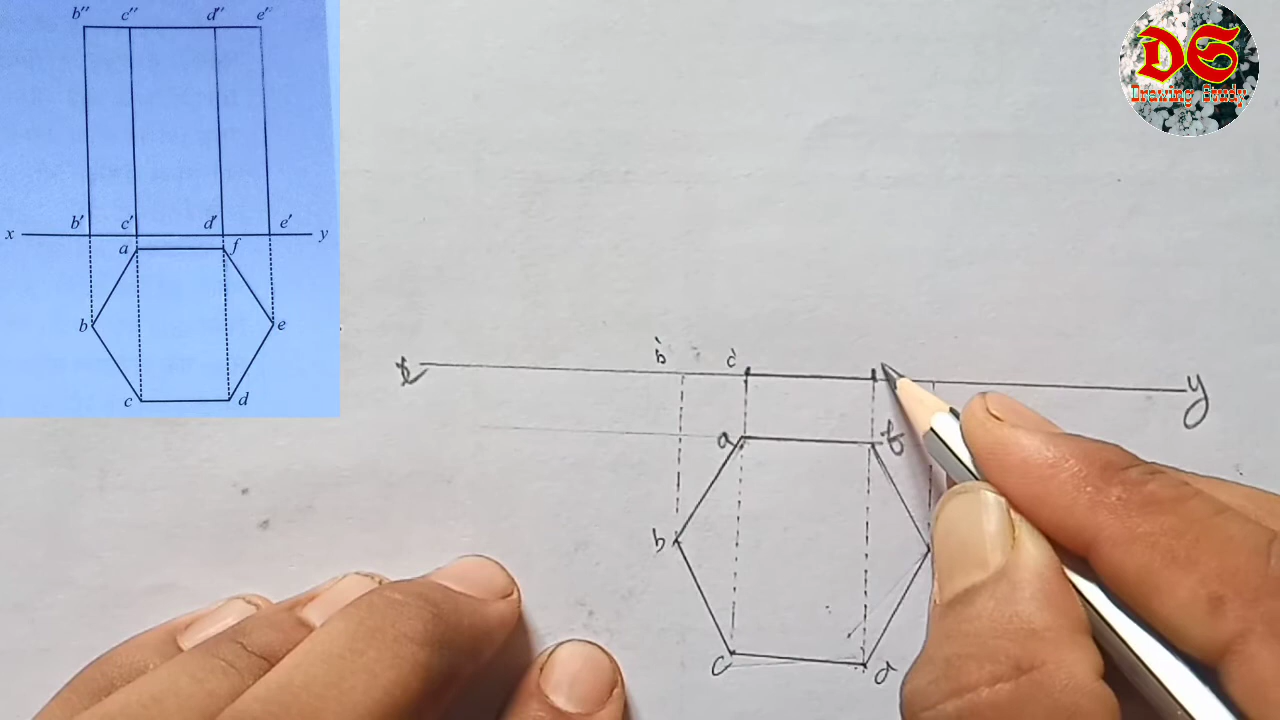 b″ c″ d″ e″
b′ c′ d′ e′
x y
a f
b e
c d
DS
Drawing Study
b' c'
x y
a f
b
c d